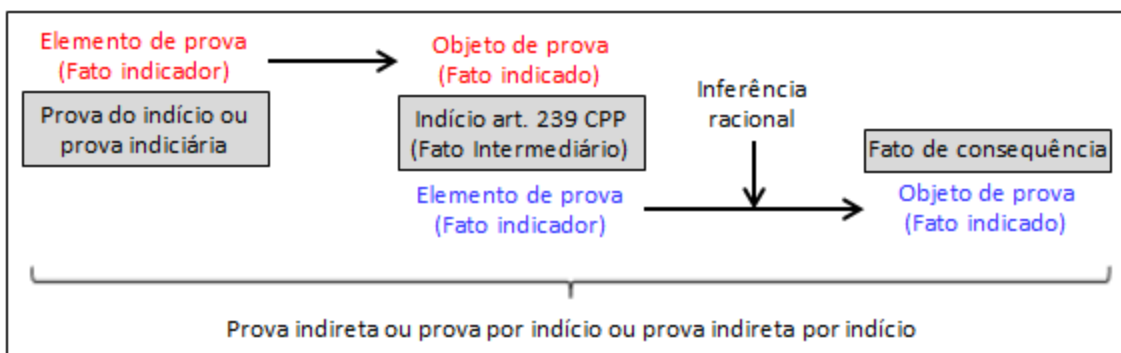 Elemento de prova
(Fato indicador)
Prova do indício ou
prova indiciária
Objeto de prova
(Fato indicado)
Indício art. 239 CPP
(Fato Intermediário)
Elemento de prova
(Fato indicador)
Inferência
racional
Fato de consequência
Objeto de prova
(Fato indicado)
Prova indireta ou prova por indício ou prova indireta por indício